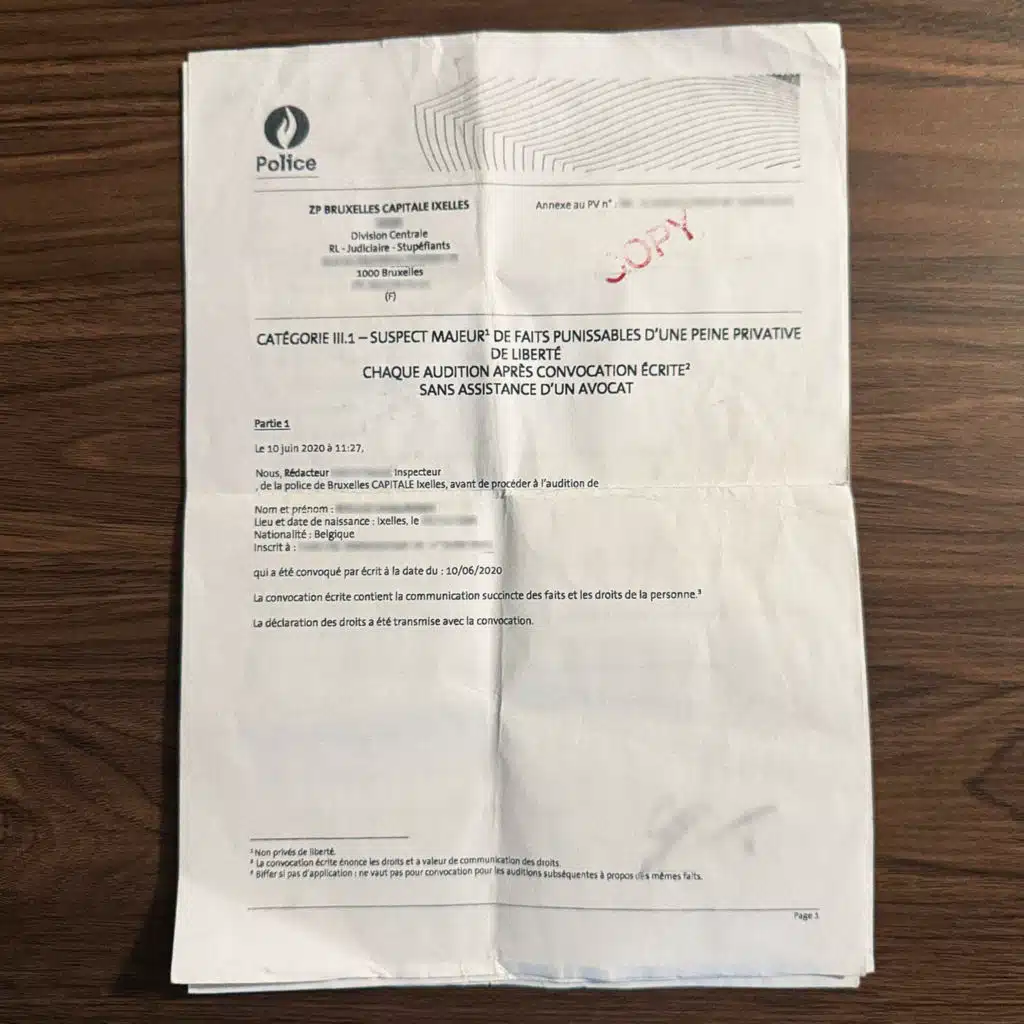 Police
ZP BRUXELLES CAPITALE IXELLES
Annexe au PV n° :
COPY
Division Centrale
RL - Judiciaire - Stupéfiants
1000 Bruxelles
(F)
CATÉGORIE III.1 – SUSPECT MAJEUR¹ DE FAITS PUNISSABLES D'UNE PEINE PRIVATIVE
DE LIBERTÉ
CHAQUE AUDITION APRÈS CONVOCATION ÉCRITE²
SANS ASSISTANCE D'UN AVOCAT
Partie 1
Le 10 juin 2020 à 11:27,
Nous, Rédacteur Inspecteur
, de la police de Bruxelles CAPITALE Ixelles, avant de procéder à l'audition de
Nom et prénom :
Lieu et date de naissance : Ixelles, le
Nationalité : Belgique
Inscrit à :
qui a été convoqué par écrit à la date du : 10/06/2020
La convocation écrite contient la communication succincte des faits et les droits de la personne.³
La déclaration des droits a été transmise avec la convocation.
¹ Non privés de liberté.
² La convocation écrite énonce les droits et a valeur de communication des droits.
³ Biffer si pas d'application : ne vaut pas pour convocation pour les auditions subséquentes à propos des mêmes faits.
Page 1